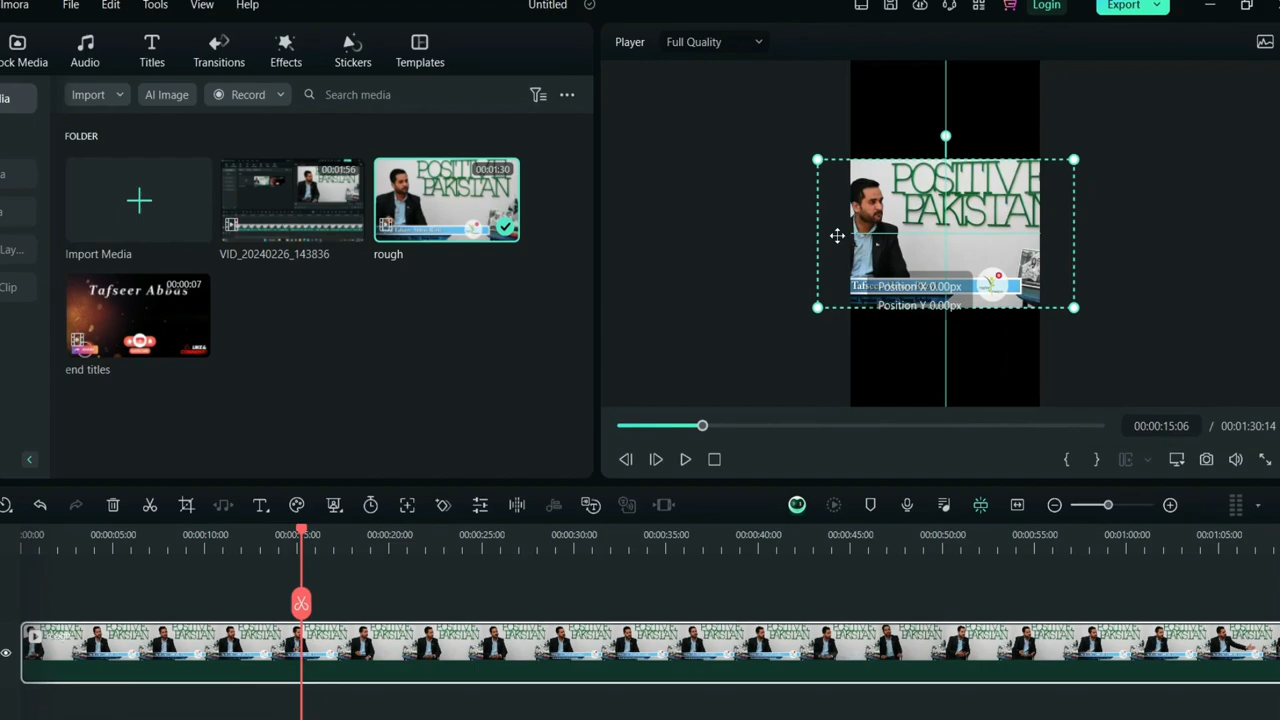 lmora File Edit Tools View Help Untitled Login Export
ock Media Audio Titles Transitions Effects Stickers Templates
Player Full Quality
ia Import AI Image Record Search media
FOLDER
00:01:56
00:01:30
POSITIVE
PAKISTAN
Import Media
VID_20240226_143836
rough
Lay...
Clip
00:00:07
Tafseer Abbas
end titles
POSITIVE
PAKISTAN
Position X 0.00px
Position Y 0.00px
00:00:15:06 / 00:01:30:14
:00:00 00:00:05:00 00:00:10:00 00:00:15:00 00:00:20:00 00:00:25:00 00:00:30:00 00:00:35:00 00:00:40:00 00:00:45:00 00:00:50:00 00:00:55:00 00:01:00:00 00:01:05:00